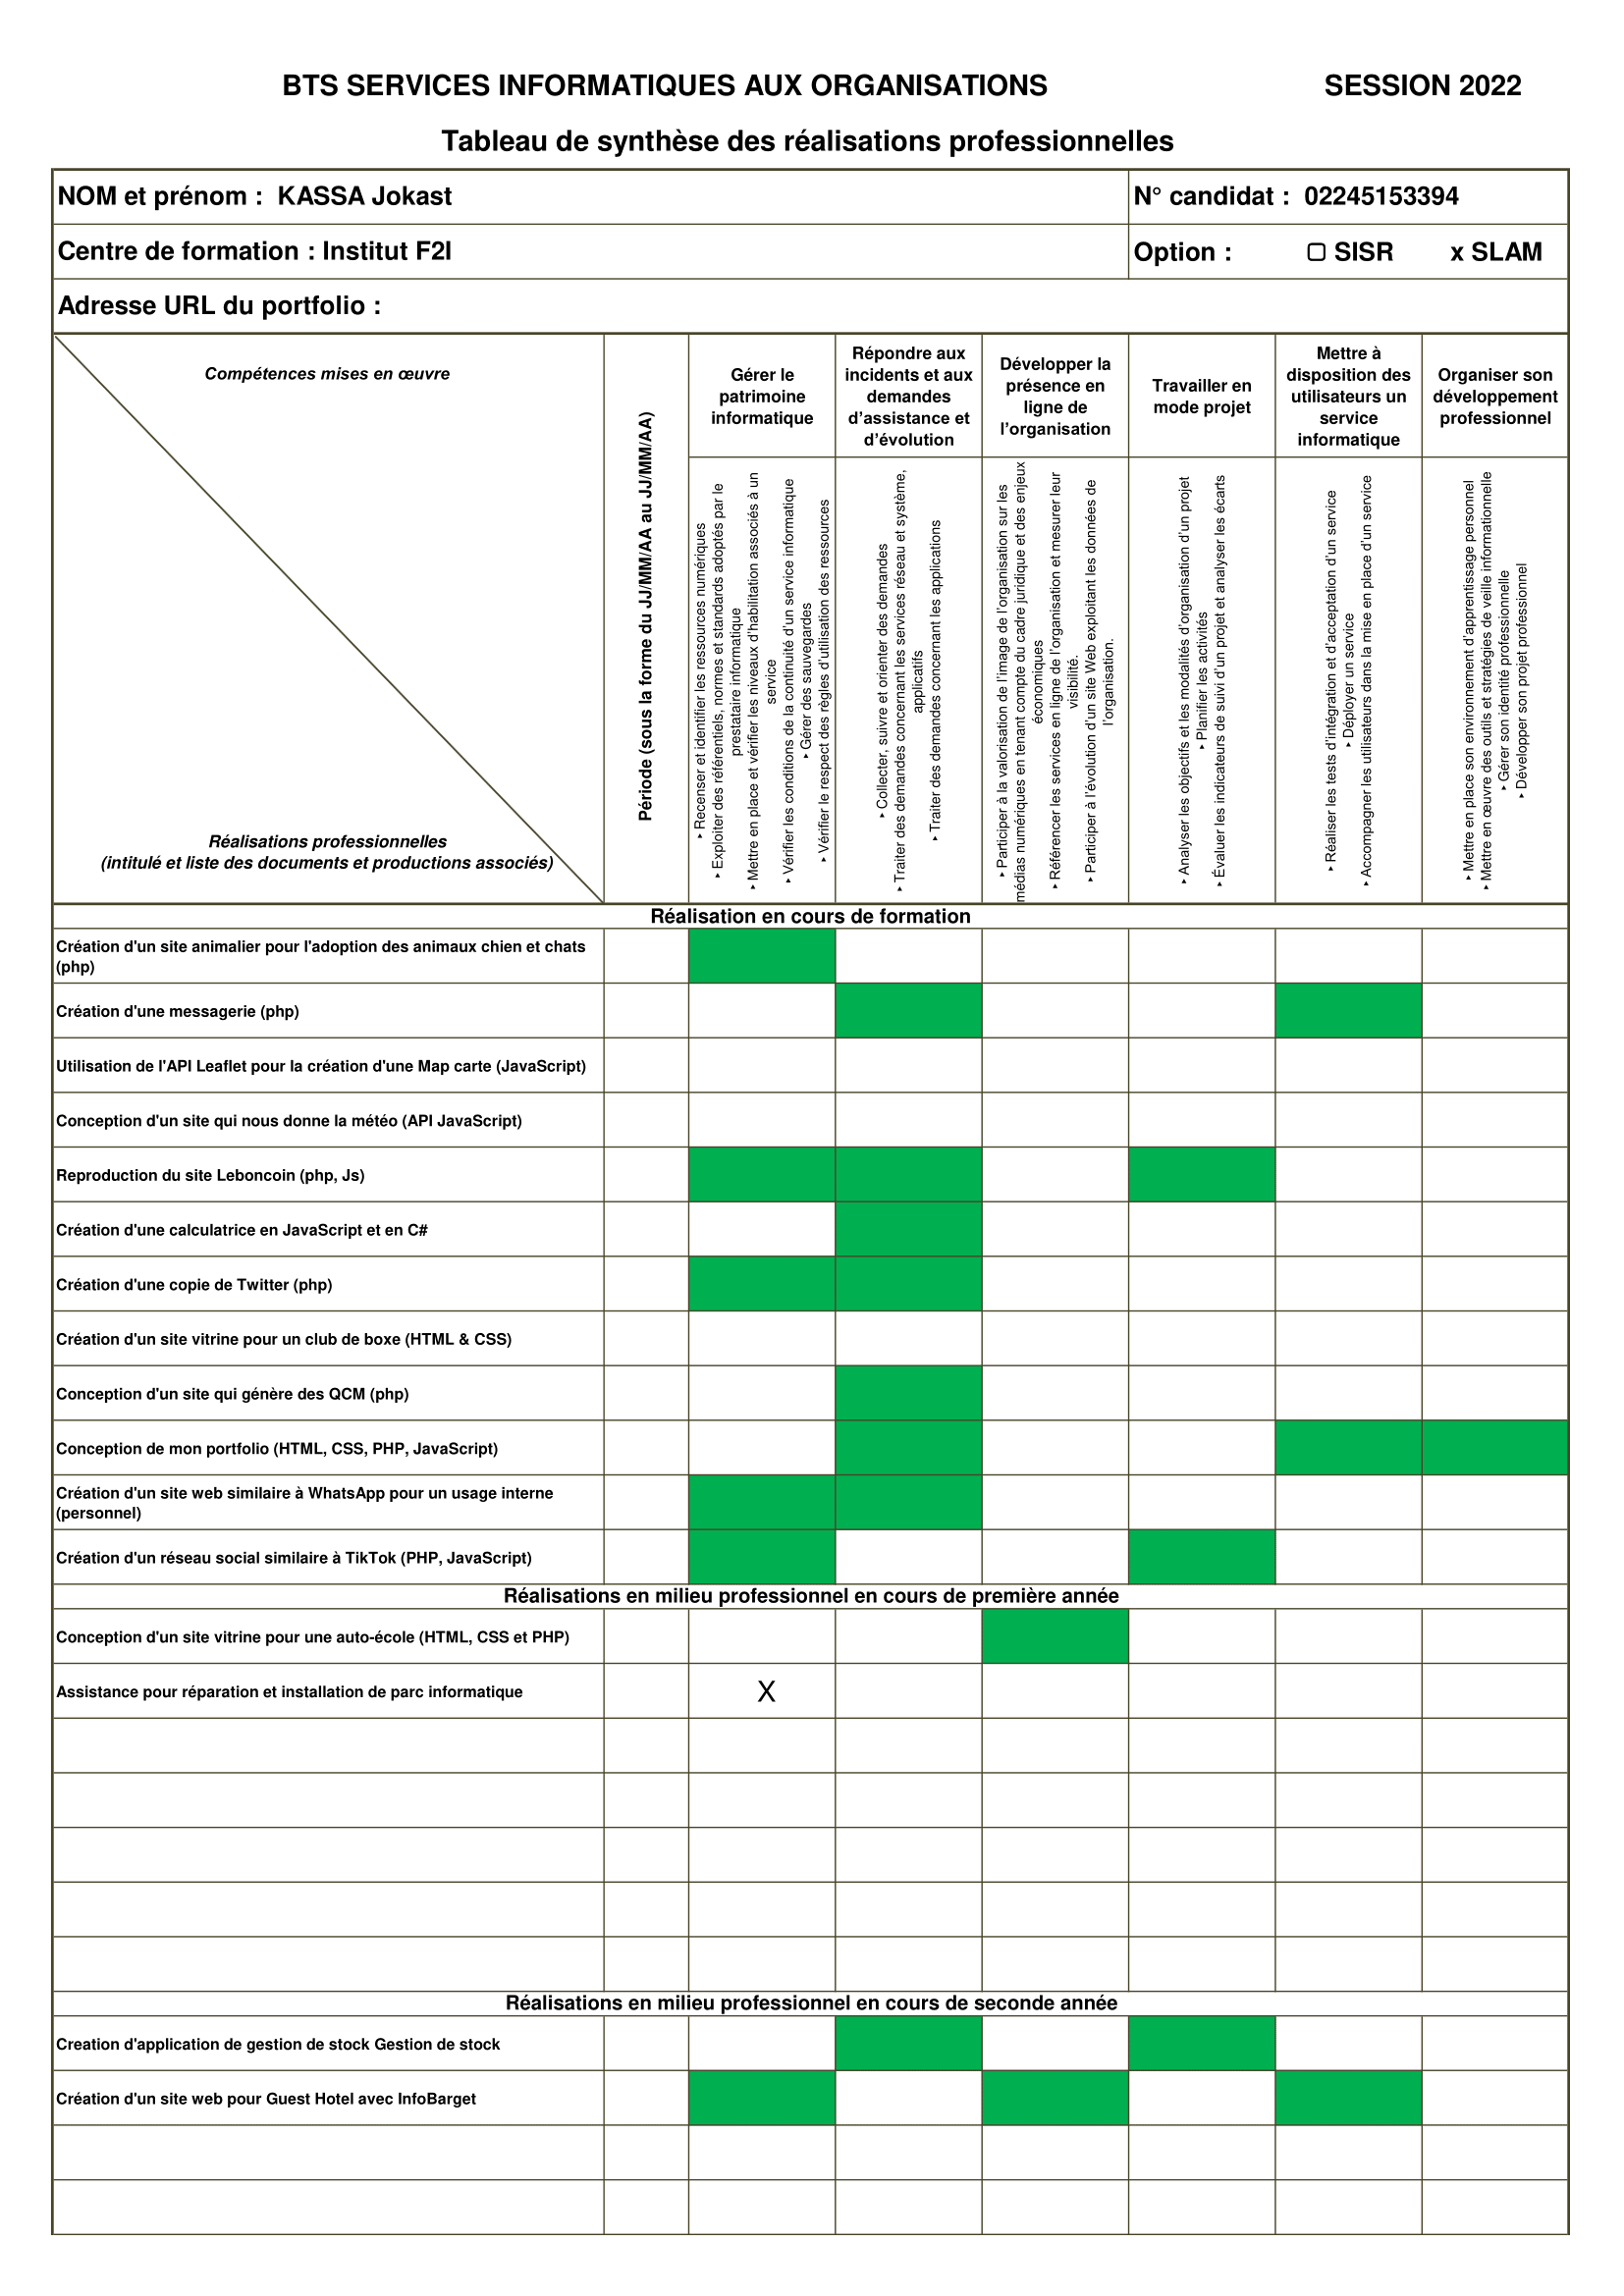 BTS SERVICES INFORMATIQUES AUX ORGANISATIONS SESSION 2022
Tableau de synthèse des réalisations professionnelles
NOM et prénom : KASSA Jokast
N° candidat : 02245153394
Centre de formation : Institut F2I
Option : ▢ SISR x SLAM
Adresse URL du portfolio :
Compétences mises en œuvre
Réalisations professionnelles
(intitulé et liste des documents et productions associés)
Période (sous la forme du JJ/MM/AA au JJ/MM/AA)
Gérer le
patrimoine
informatique
Répondre aux
incidents et aux
demandes
d’assistance et
d’évolution
Développer la
présence en
ligne de
l’organisation
Travailler en
mode projet
Mettre à
disposition des
utilisateurs un
service
informatique
Organiser son
développement
professionnel
‣ Recenser et identifier les ressources numériques
‣ Exploiter des référentiels, normes et standards adoptés par le
prestataire informatique
‣ Mettre en place et vérifier les niveaux d’habilitation associés à un
service
‣ Vérifier les conditions de la continuité d’un service informatique
‣ Gérer des sauvegardes
‣ Vérifier le respect des règles d’utilisation des ressources
‣ Collecter, suivre et orienter des demandes
‣ Traiter des demandes concernant les services réseau et système,
applicatifs
‣ Traiter des demandes concernant les applications
‣ Participer à la valorisation de l’image de l’organisation sur les
médias numériques en tenant compte du cadre juridique et des enjeux
économiques
‣ Référencer les services en ligne de l’organisation et mesurer leur
visibilité.
‣ Participer à l’évolution d’un site Web exploitant les données de
l’organisation.
‣ Analyser les objectifs et les modalités d’organisation d’un projet
‣ Planifier les activités
‣ Évaluer les indicateurs de suivi d’un projet et analyser les écarts
‣ Réaliser les tests d’intégration et d’acceptation d’un service
‣ Déployer un service
‣ Accompagner les utilisateurs dans la mise en place d’un service
‣ Mettre en place son environnement d’apprentissage personnel
‣ Mettre en œuvre des outils et stratégies de veille informationnelle
‣ Gérer son identité professionnelle
‣ Développer son projet professionnel
Réalisation en cours de formation
Création d'un site animalier pour l'adoption des animaux chien et chats
(php)
Création d'une messagerie (php)
Utilisation de l'API Leaflet pour la création d'une Map carte (JavaScript)
Conception d'un site qui nous donne la météo (API JavaScript)
Reproduction du site Leboncoin (php, Js)
Création d'une calculatrice en JavaScript et en C#
Création d'une copie de Twitter (php)
Création d'un site vitrine pour un club de boxe (HTML & CSS)
Conception d'un site qui génère des QCM (php)
Conception de mon portfolio (HTML, CSS, PHP, JavaScript)
Création d'un site web similaire à WhatsApp pour un usage interne
(personnel)
Création d'un réseau social similaire à TikTok (PHP, JavaScript)
Réalisations en milieu professionnel en cours de première année
Conception d'un site vitrine pour une auto-école (HTML, CSS et PHP)
Assistance pour réparation et installation de parc informatique X
Réalisations en milieu professionnel en cours de seconde année
Creation d'application de gestion de stock Gestion de stock
Création d'un site web pour Guest Hotel avec InfoBarget